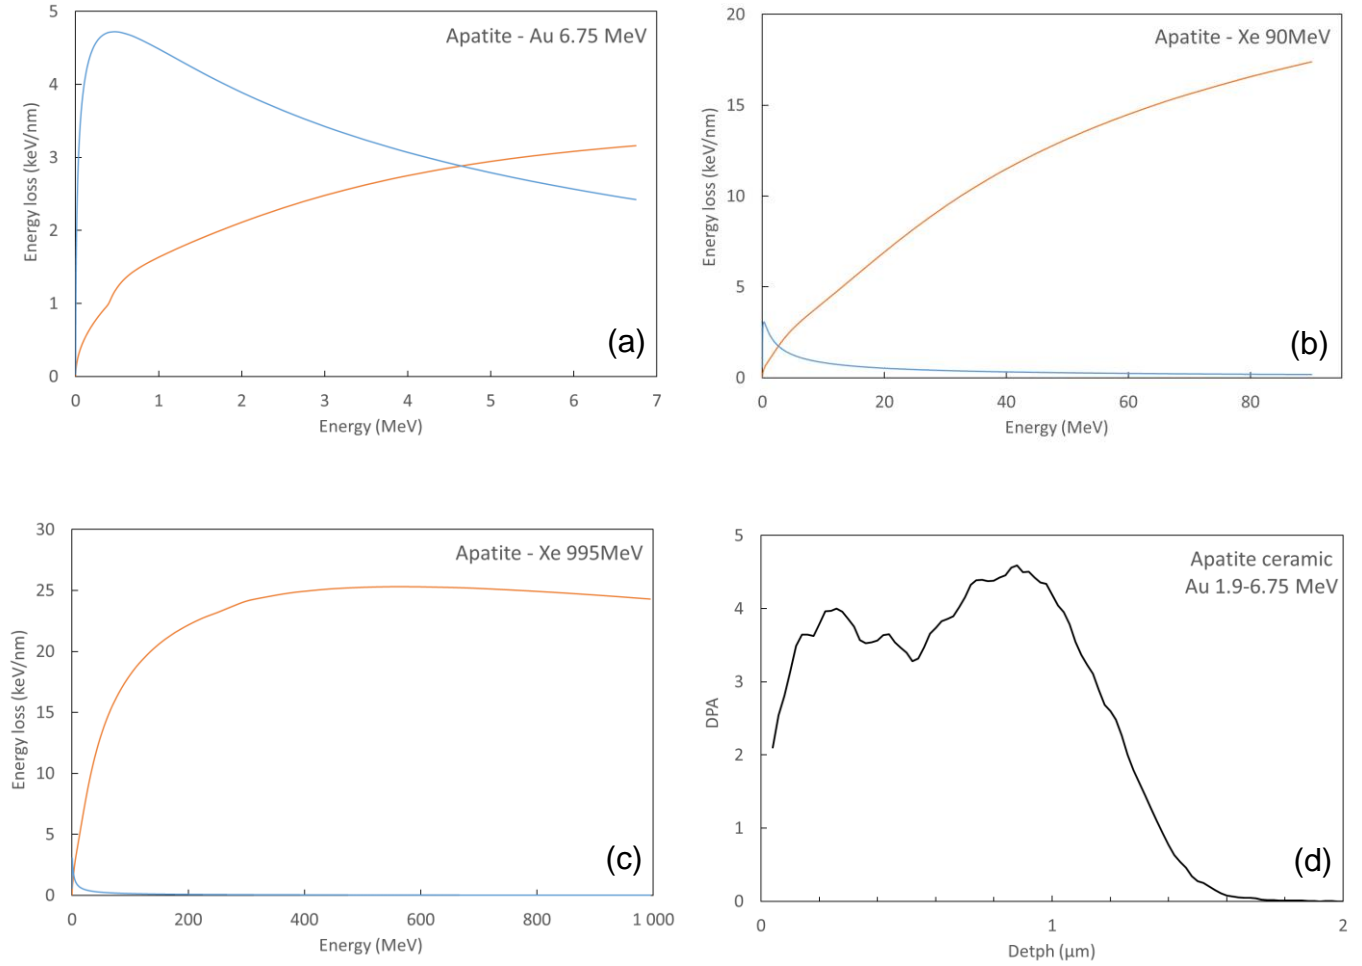 Apatite - Au 6.75 MeV
5
4
3
2
1
0
Energy loss (keV/nm)
0 1 2 3 4 5 6 7
Energy (MeV)
(a)
Apatite - Xe 90MeV
20
15
10
5
0
Energy loss (keV/nm)
0 20 40 60 80
Energy (MeV)
(b)
Apatite - Xe 995MeV
30
25
20
15
10
5
0
Energy loss (keV/nm)
0 200 400 600 800 1 000
Energy (MeV)
(c)
Apatite ceramic
Au 1.9-6.75 MeV
5
4
3
2
1
0
DPA
0 1 2
Detph (µm)
(d)